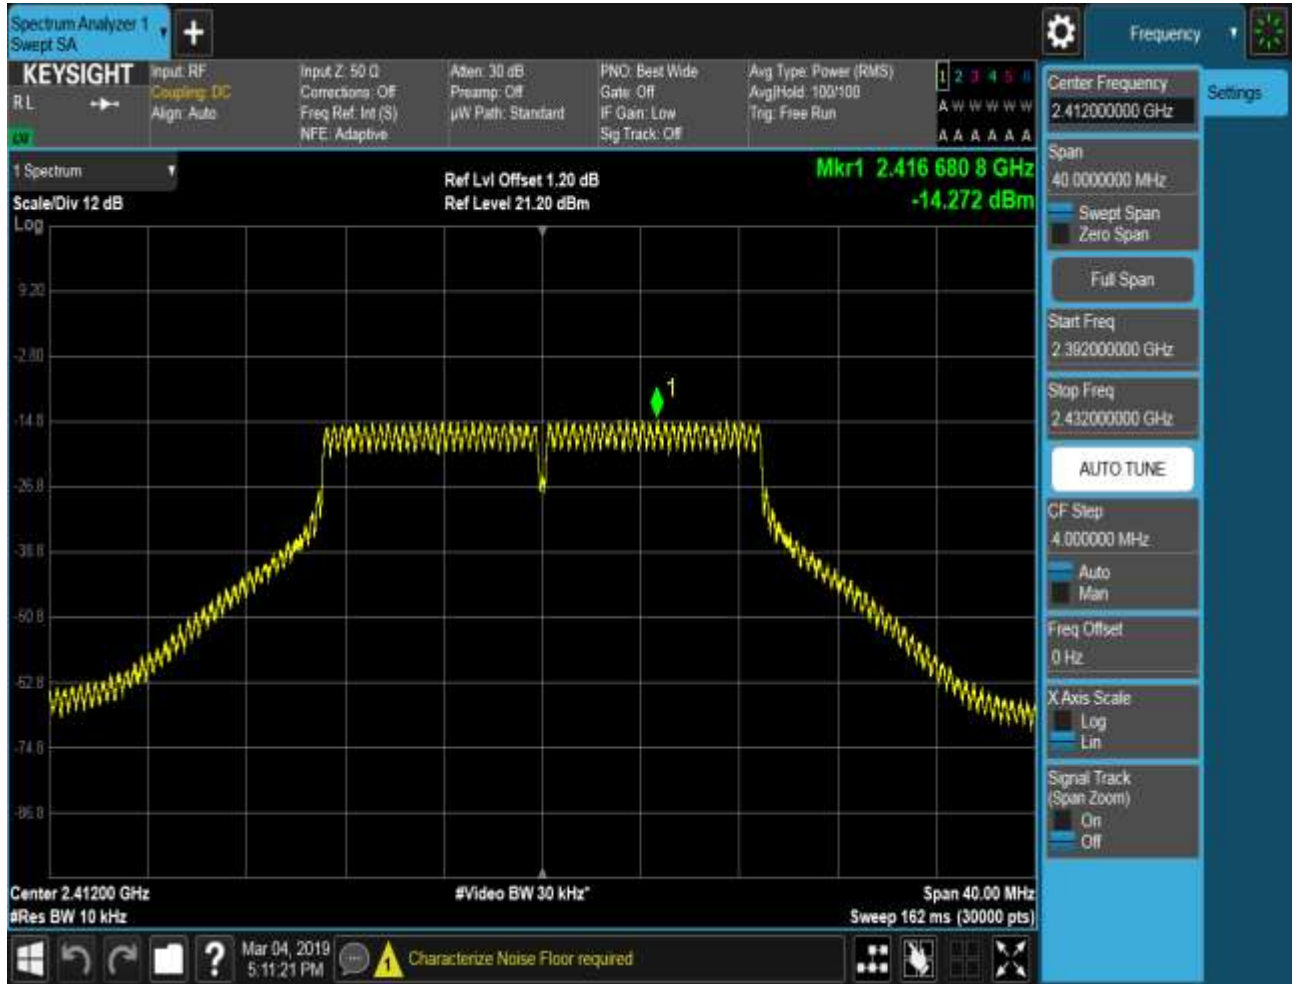 Spectrum Analyzer 1
Swept SA
+
Frequency
KEYSIGHT
RL
LXI
Input: RF
Coupling: DC
Align: Auto
Input Z: 50 Ω
Corrections: Off
Freq Ref: Int (S)
NFE: Adaptive
Atten: 30 dB
Preamp: Off
µW Path: Standard
PNO: Best Wide
Gate: Off
IF Gain: Low
Sig Track: Off
Avg Type: Power (RMS)
Avg|Hold: 100/100
Trig: Free Run
1 2 3 4 5 6
A W W W W W
A A A A A A
1 Spectrum
Scale/Div 12 dB
Log
Ref Lvl Offset 1.20 dB
Ref Level 21.20 dBm
Mkr1 2.416 680 8 GHz
-14.272 dBm
9.20
-2.80
-14.8
-26.8
-38.8
-50.8
-62.8
-74.8
-86.8
1
Center 2.41200 GHz
#Res BW 10 kHz
#Video BW 30 kHz*
Span 40.00 MHz
Sweep 162 ms (30000 pts)
Center Frequency
2.412000000 GHz
Settings
Span
40.0000000 MHz
Swept Span
Zero Span
Full Span
Start Freq
2.392000000 GHz
Stop Freq
2.432000000 GHz
AUTO TUNE
CF Step
4.000000 MHz
Auto
Man
Freq Offset
0 Hz
X Axis Scale
Log
Lin
Signal Track
(Span Zoom)
On
Off
?
Mar 04, 2019
5:11:21 PM
1
Characterize Noise Floor required